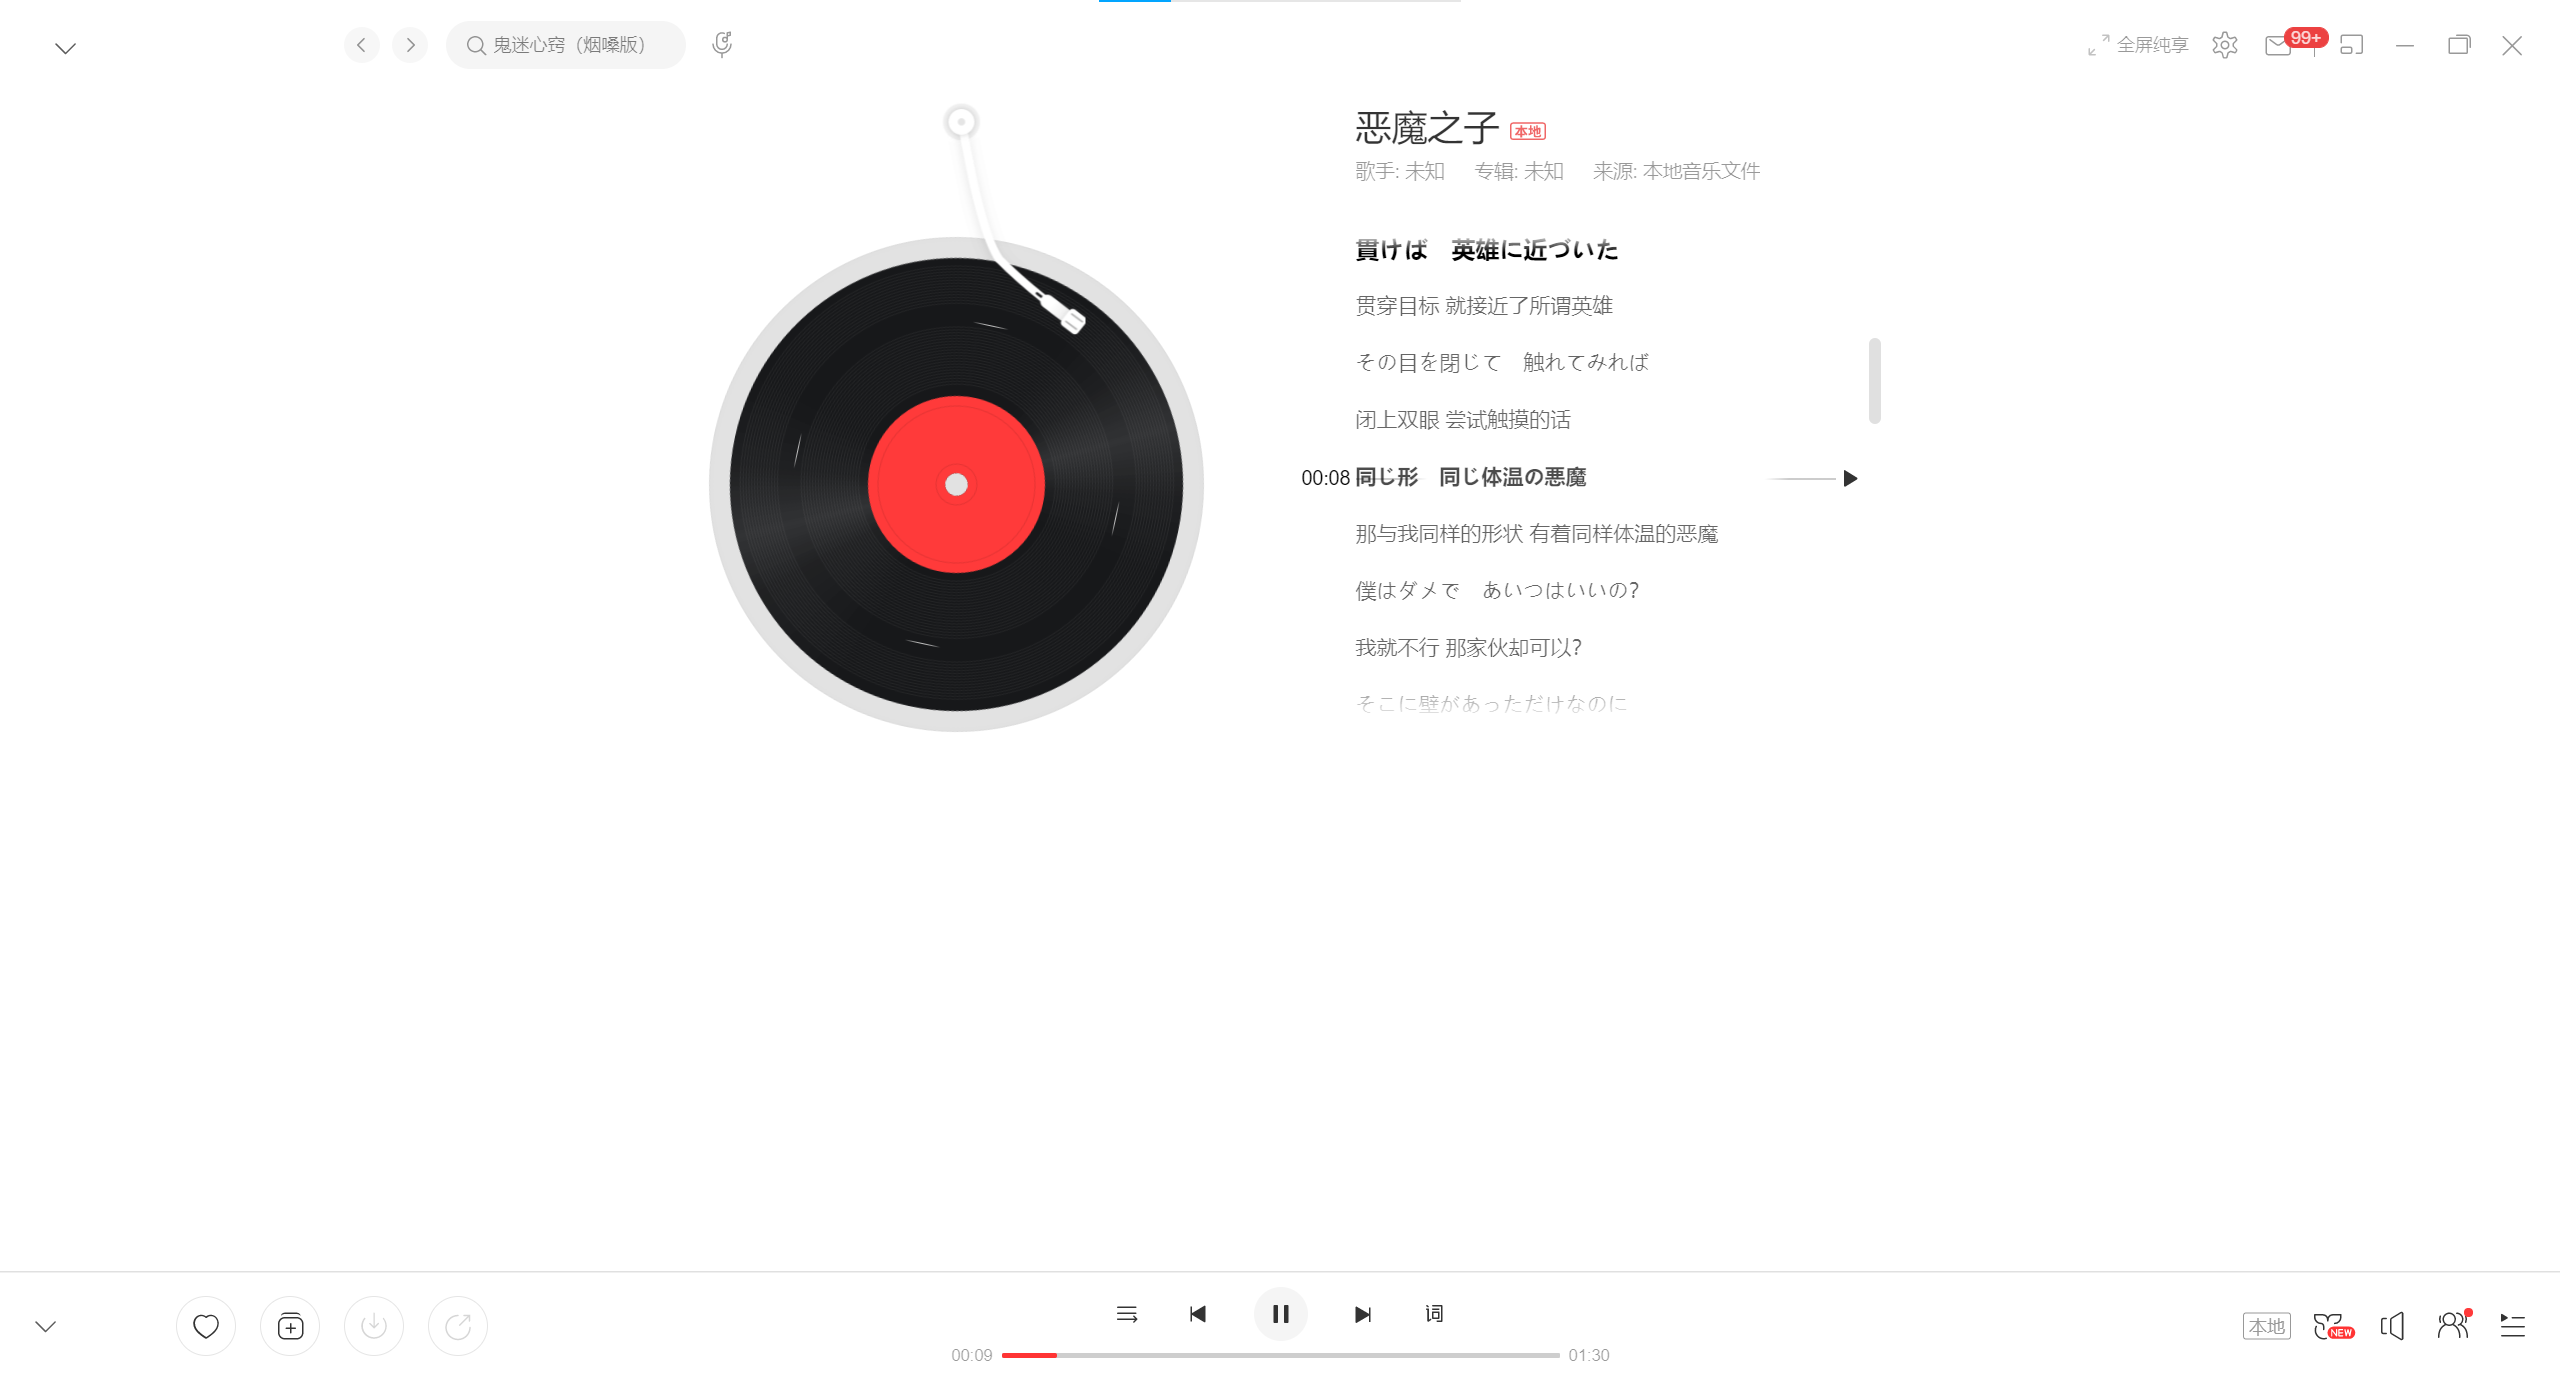 鬼迷心窍（烟嗓版）
全屏纯享
99+
恶魔之子 本地
歌手: 未知 专辑: 未知 来源: 本地音乐文件
貫けば　英雄に近づいた
贯穿目标 就接近了所谓英雄
その目を閉じて　触れてみれば
闭上双眼 尝试触摸的话
00:08 同じ形　同じ体温の悪魔
那与我同样的形状 有着同样体温的恶魔
僕はダメで　あいつはいいの？
我就不行 那家伙却可以？
そこに壁があっただけなのに
词
00:09 01:30
本地
NEW